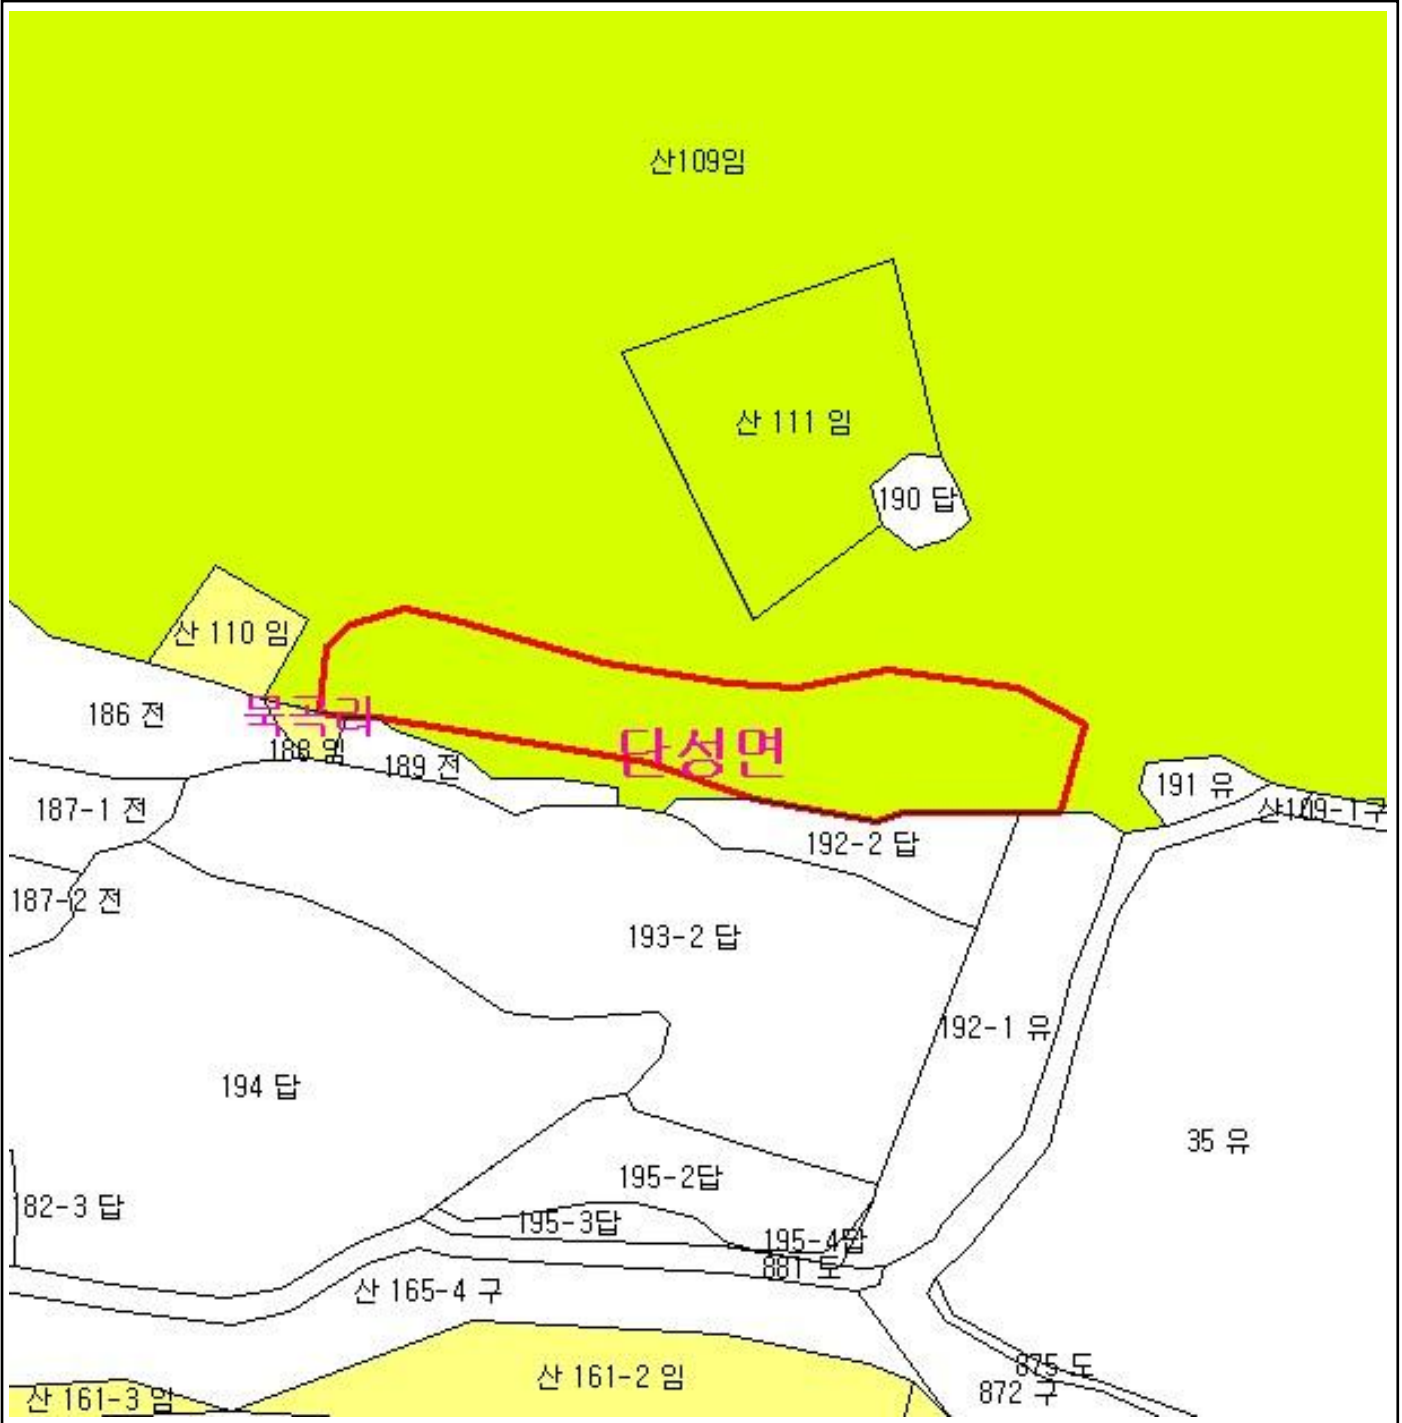 산109임
산 111 임
190 답
산 110 임
186 전
묵곡리
단성면
188 임
189 전
191 유
187-1 전
산109-1구
192-2 답
187-2 전
193-2 답
192-1 유
194 답
35 유
195-2답
82-3 답
195-3답
195-4답
881 도
산 165-4 구
875 도
산 161-2 임
872 구
산 161-3 임